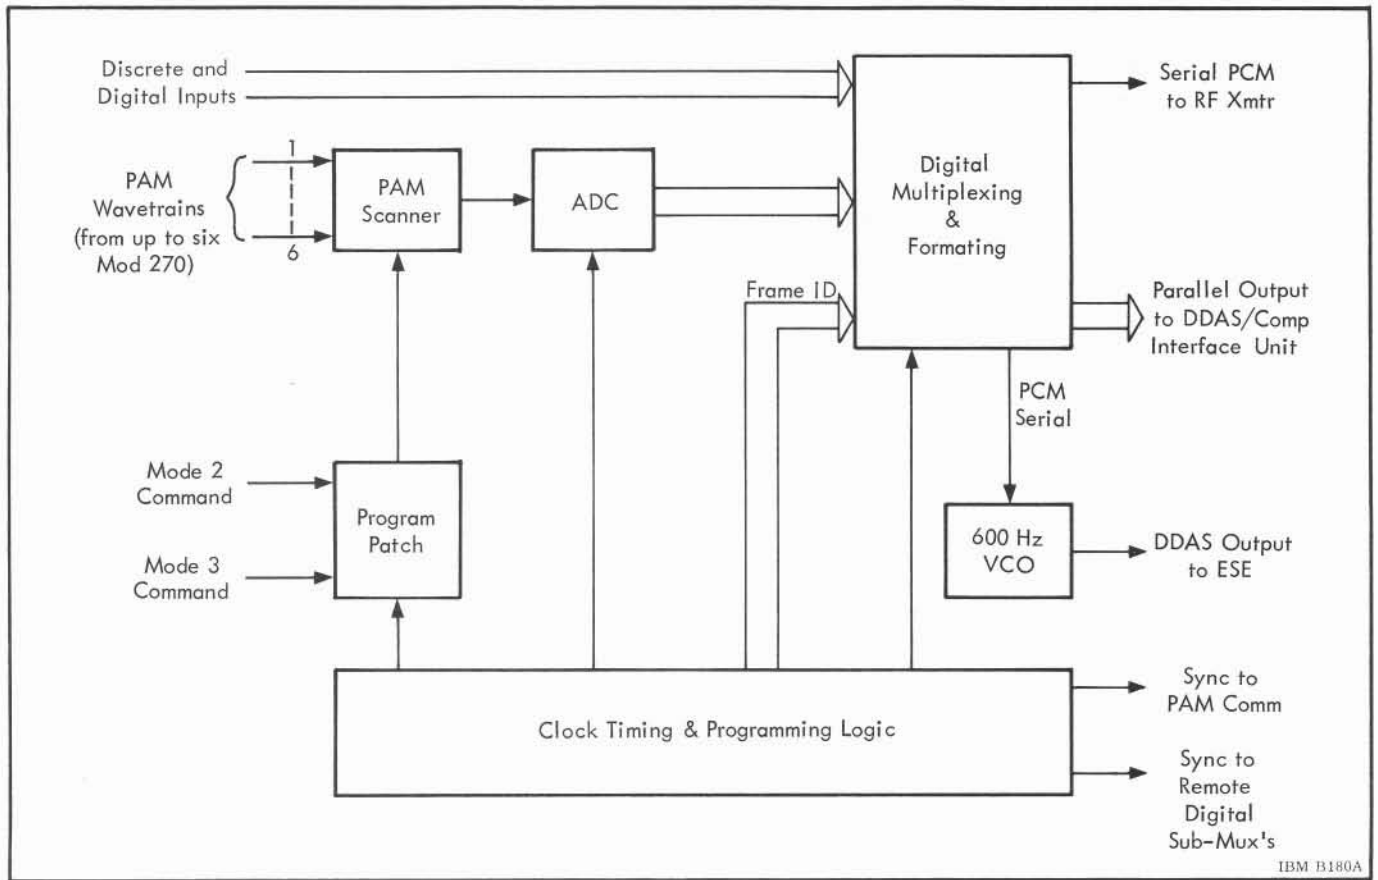 Discrete and
Digital Inputs
Serial PCM
to RF Xmtr
1
PAM
Wavetrains
(from up to six
Mod 270)
6
PAM
Scanner
ADC
Digital
Multiplexing
&
Formating
Frame ID
Parallel Output
to DDAS/Comp
Interface Unit
PCM
Serial
Mode 2
Command
Program
Patch
Mode 3
Command
600 Hz
VCO
DDAS Output
to ESE
Clock Timing & Programming Logic
Sync to
PAM Comm
Sync to
Remote
Digital
Sub-Mux's
IBM B180A